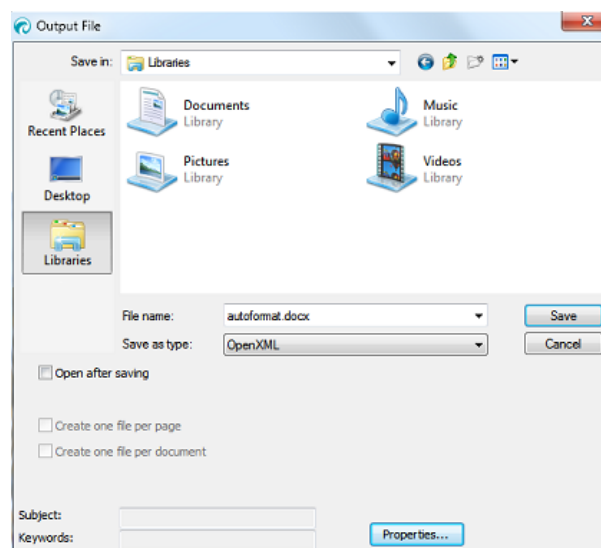 Output File
Save in: Libraries
Recent Places
Desktop
Libraries
Documents
Library
Music
Library
Pictures
Library
Videos
Library
File name: autoformat.docx Save
Save as type: OpenXML Cancel
Open after saving
Create one file per page
Create one file per document
Subject:
Keywords:
Properties...